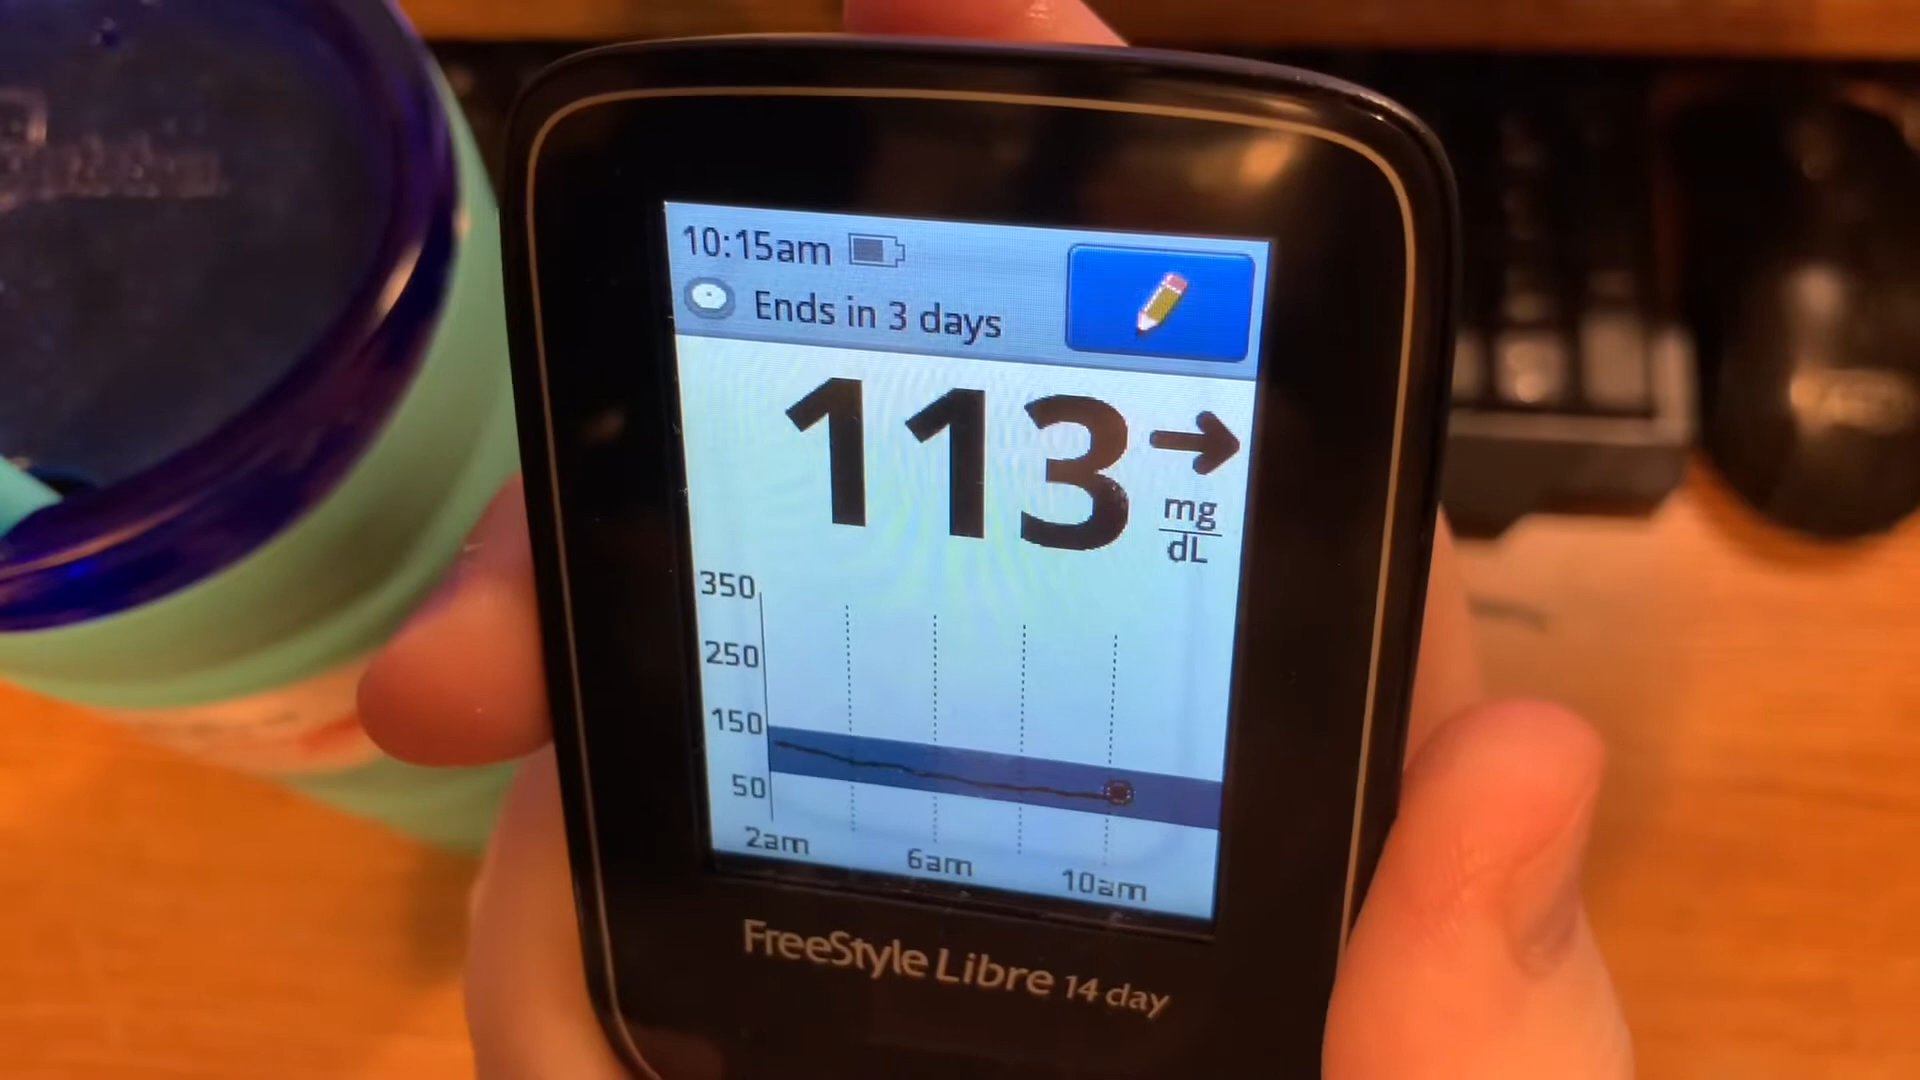 10:15am
Ends in 3 days
113
mg
dL
350
250
150
50
2am
6am
10am
FreeStyle Libre 14 day